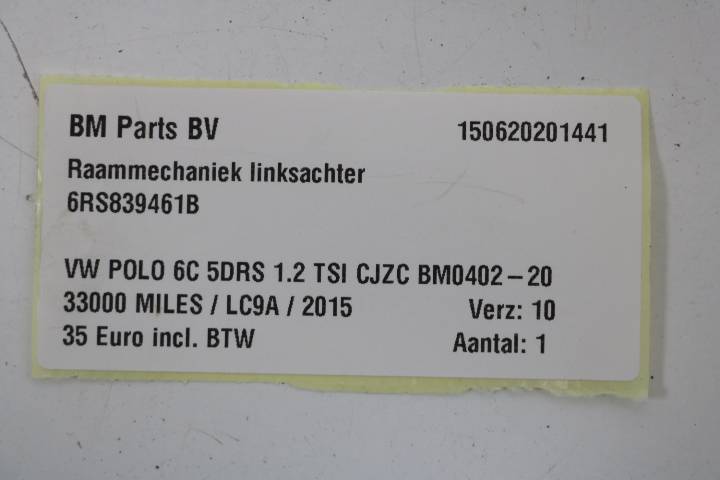 BM Parts BV 150620201441
Raammechaniek linksachter
6RS839461B
VW POLO 6C 5DRS 1.2 TSI CJZC BM0402-20
33000 MILES / LC9A / 2015 Verz: 10
35 Euro incl. BTW Aantal: 1